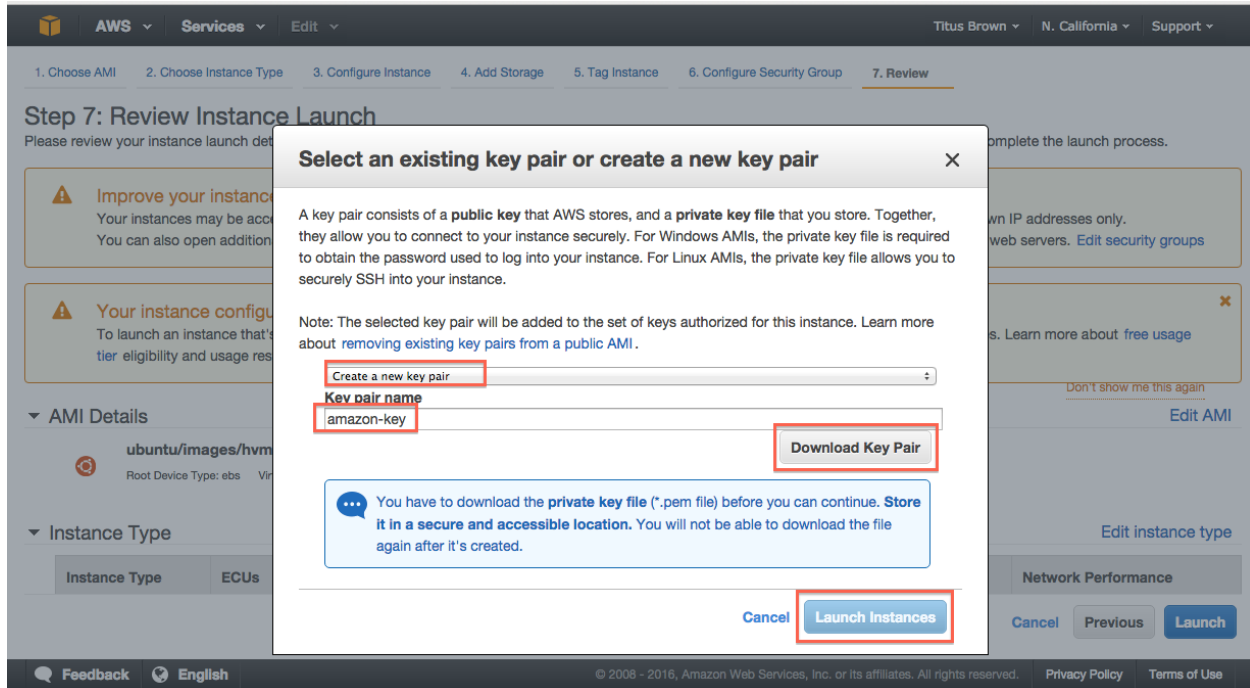 AWS Services Edit Titus Brown N. California Support
1. Choose AMI 2. Choose Instance Type 3. Configure Instance 4. Add Storage 5. Tag Instance 6. Configure Security Group 7. Review
Step 7: Review Instance Launch
Please review your instance launch det
omplete the launch process.
Improve your instance
Your instances may be acce
wn IP addresses only.
You can also open addition
web servers. Edit security groups
Your instance configu
To launch an instance that's
s. Learn more about free usage
tier eligibility and usage res
Don't show me this again
AMI Details
Edit AMI
ubuntu/images/hvm
Root Device Type: ebs Vir
Instance Type
Edit instance type
Instance Type ECUs
Network Performance
Cancel Previous Launch
Select an existing key pair or create a new key pair
A key pair consists of a public key that AWS stores, and a private key file that you store. Together,
they allow you to connect to your instance securely. For Windows AMIs, the private key file is required
to obtain the password used to log into your instance. For Linux AMIs, the private key file allows you to
securely SSH into your instance.
Note: The selected key pair will be added to the set of keys authorized for this instance. Learn more
about removing existing key pairs from a public AMI.
Create a new key pair
Key pair name
amazon-key
Download Key Pair
You have to download the private key file (*.pem file) before you can continue. Store
it in a secure and accessible location. You will not be able to download the file
again after it's created.
Cancel Launch Instances
Feedback English © 2008 - 2016, Amazon Web Services, Inc. or its affiliates. All rights reserved. Privacy Policy Terms of Use